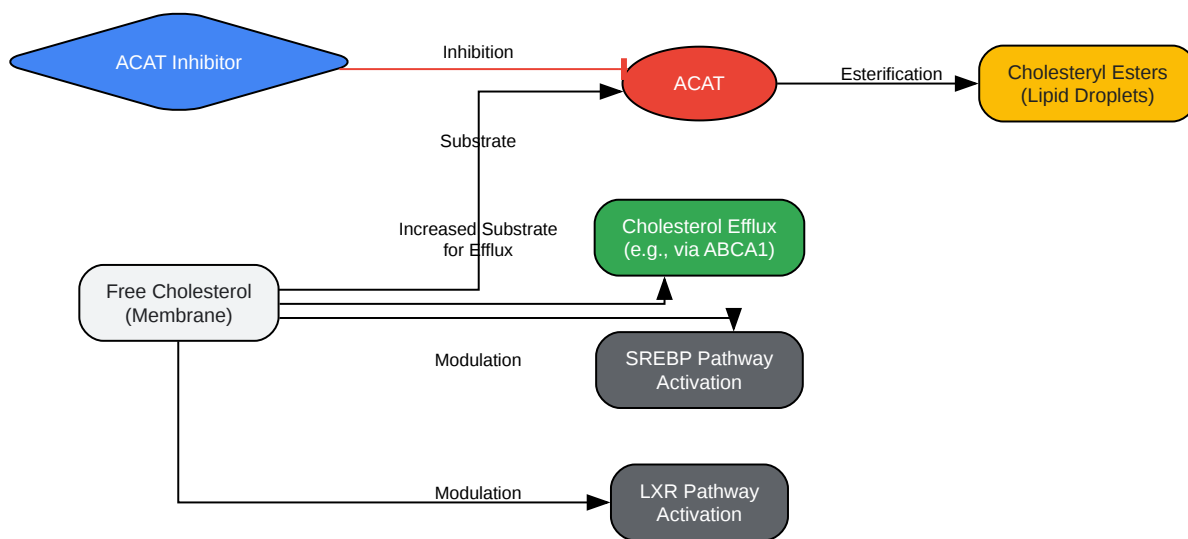 ACAT Inhibitor
Inhibition
ACAT
Esterification
Cholesteryl Esters
(Lipid Droplets)
Substrate
Increased Substrate
for Efflux
Cholesterol Efflux
(e.g., via ABCA1)
Free Cholesterol
(Membrane)
Modulation
SREBP Pathway
Activation
Modulation
LXR Pathway
Activation